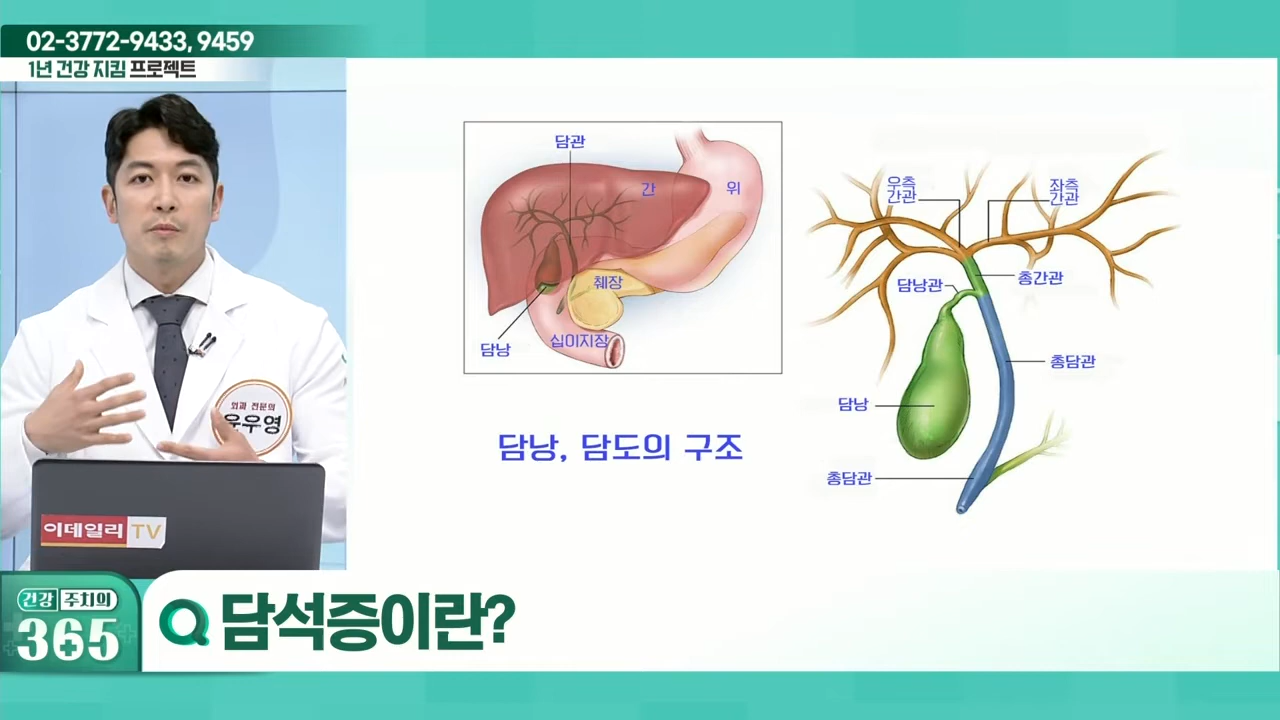 02-3772-9433, 9459
1년 건강 지킴 프로젝트
외과 전문의
윤우영
이데일리 TV
담관
간
위
췌장
십이지장
담낭
담낭, 담도의 구조
우측
간관
좌측
간관
담낭관
총간관
총담관
담낭
총담관
건강 주치의
365
Q 담석증이란?